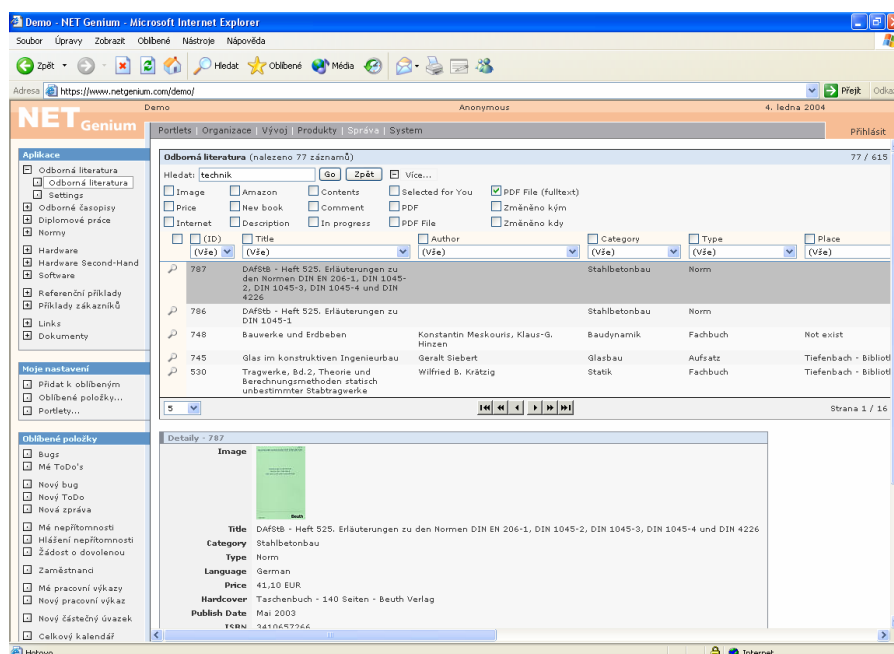 Demo - NET Genium - Microsoft Internet Explorer
Soubor Úpravy Zobrazit Oblíbené Nástroje Nápověda
Zpět Hledat Oblíbené Média
Adresa https://www.netgenium.com/demo/ Přejít Odkaz
NET Genium
Demo Anonymous 4. ledna 2004
Portlets | Organizace | Vývoj | Produkty | Správa | System Přihlásit
Aplikace
Odborná literatura
Odborná literatura
Settings
Odborné časopisy
Diplomové práce
Normy
Hardware
Hardware Second-Hand
Software
Referenční příklady
Příklady zákazníků
Links
Dokumenty
Moje nastavení
Přidat k oblíbeným
Oblíbené položky...
Portlety...
Oblíbené položky
Bugs
Mé ToDo's
Nový bug
Nový ToDo
Nová zpráva
Mé nepřítomnosti
Hlášení nepřítomnosti
Žádost o dovolenou
Zaměstnanci
Mé pracovní výkazy
Nový pracovní výkaz
Nový částečný úvazek
Celkový kalendář
Odborná literatura (nalezeno 77 záznamů) 77 / 615
Hledat: technik Go Zpět Více...
Image Amazon Contents Selected for You PDF File (fulltext)
Price New book Comment PDF Změněno kým
Internet Description In progress PDF File Změněno kdy
(ID) Title Author Category Type Place
(Vše) (Vše) (Vše) (Vše) (Vše) (Vše)
787 DAfStB - Heft 525. Erläuterungen zu Stahlbetonbau Norm
den Normen DIN EN 206-1, DIN 1045-
2, DIN 1045-3, DIN 1045-4 und DIN
4226
786 DAfStb - Heft 525. Erläuterungen zu Stahlbetonbau Norm
DIN 1045-1
748 Bauwerke und Erdbeben Konstantin Meskouris, Klaus-G. Baudynamik Fachbuch Not exist
Hinzen
745 Glas im konstruktiven Ingenieurbau Geralt Siebert Glasbau Aufsatz Tiefenbach - Bibliotl
530 Tragwerke, Bd.2, Theorie und Wilfried B. Krätzig Statik Fachbuch Tiefenbach - Bibliotl
Berechnungsmethoden statisch
unbestimmter Stabtragwerke
5 Strana 1 / 16
Detaily - 787
Image
Beuth
Title DAfStB - Heft 525. Erläuterungen zu den Normen DIN EN 206-1, DIN 1045-2, DIN 1045-3, DIN 1045-4 und DIN 4226
Category Stahlbetonbau
Type Norm
Language German
Price 41,10 EUR
Hardcover Taschenbuch - 140 Seiten - Beuth Verlag
Publish Date Mai 2003
ISBN 3410657266
Hotovo Internet